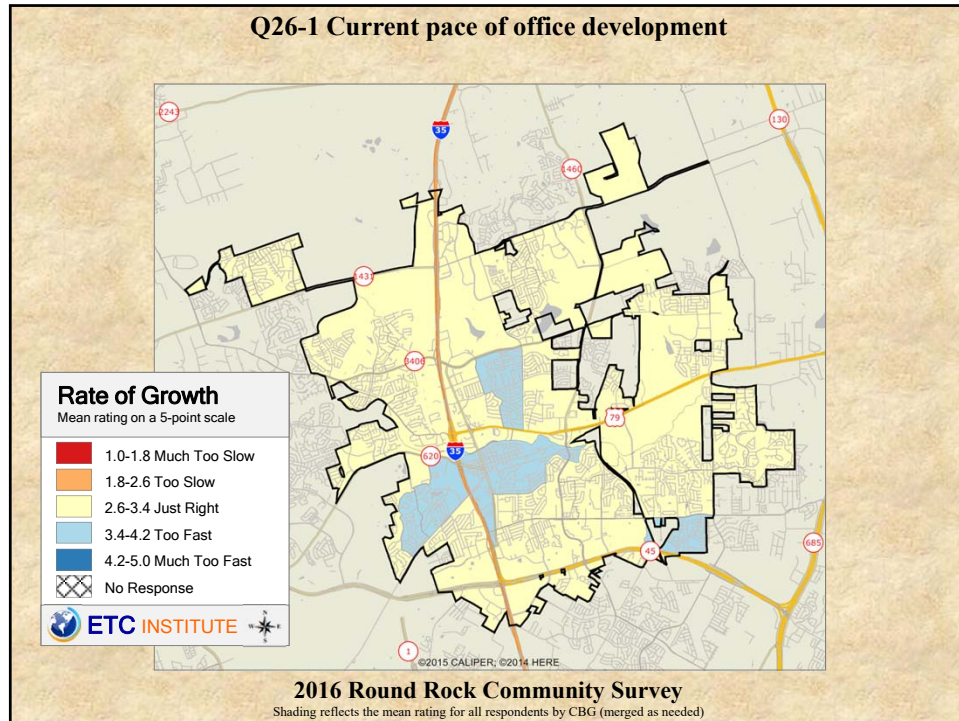 Q26-1 Current pace of office development
2243
35
130
1460
1431
3406
79
620
35
45
685
1
Rate of Growth
Mean rating on a 5-point scale
1.0-1.8 Much Too Slow
1.8-2.6 Too Slow
2.6-3.4 Just Right
3.4-4.2 Too Fast
4.2-5.0 Much Too Fast
No Response
ETC INSTITUTE
N
W E
S
©2015 CALIPER; ©2014 HERE
2016 Round Rock Community Survey
Shading reflects the mean rating for all respondents by CBG (merged as needed)